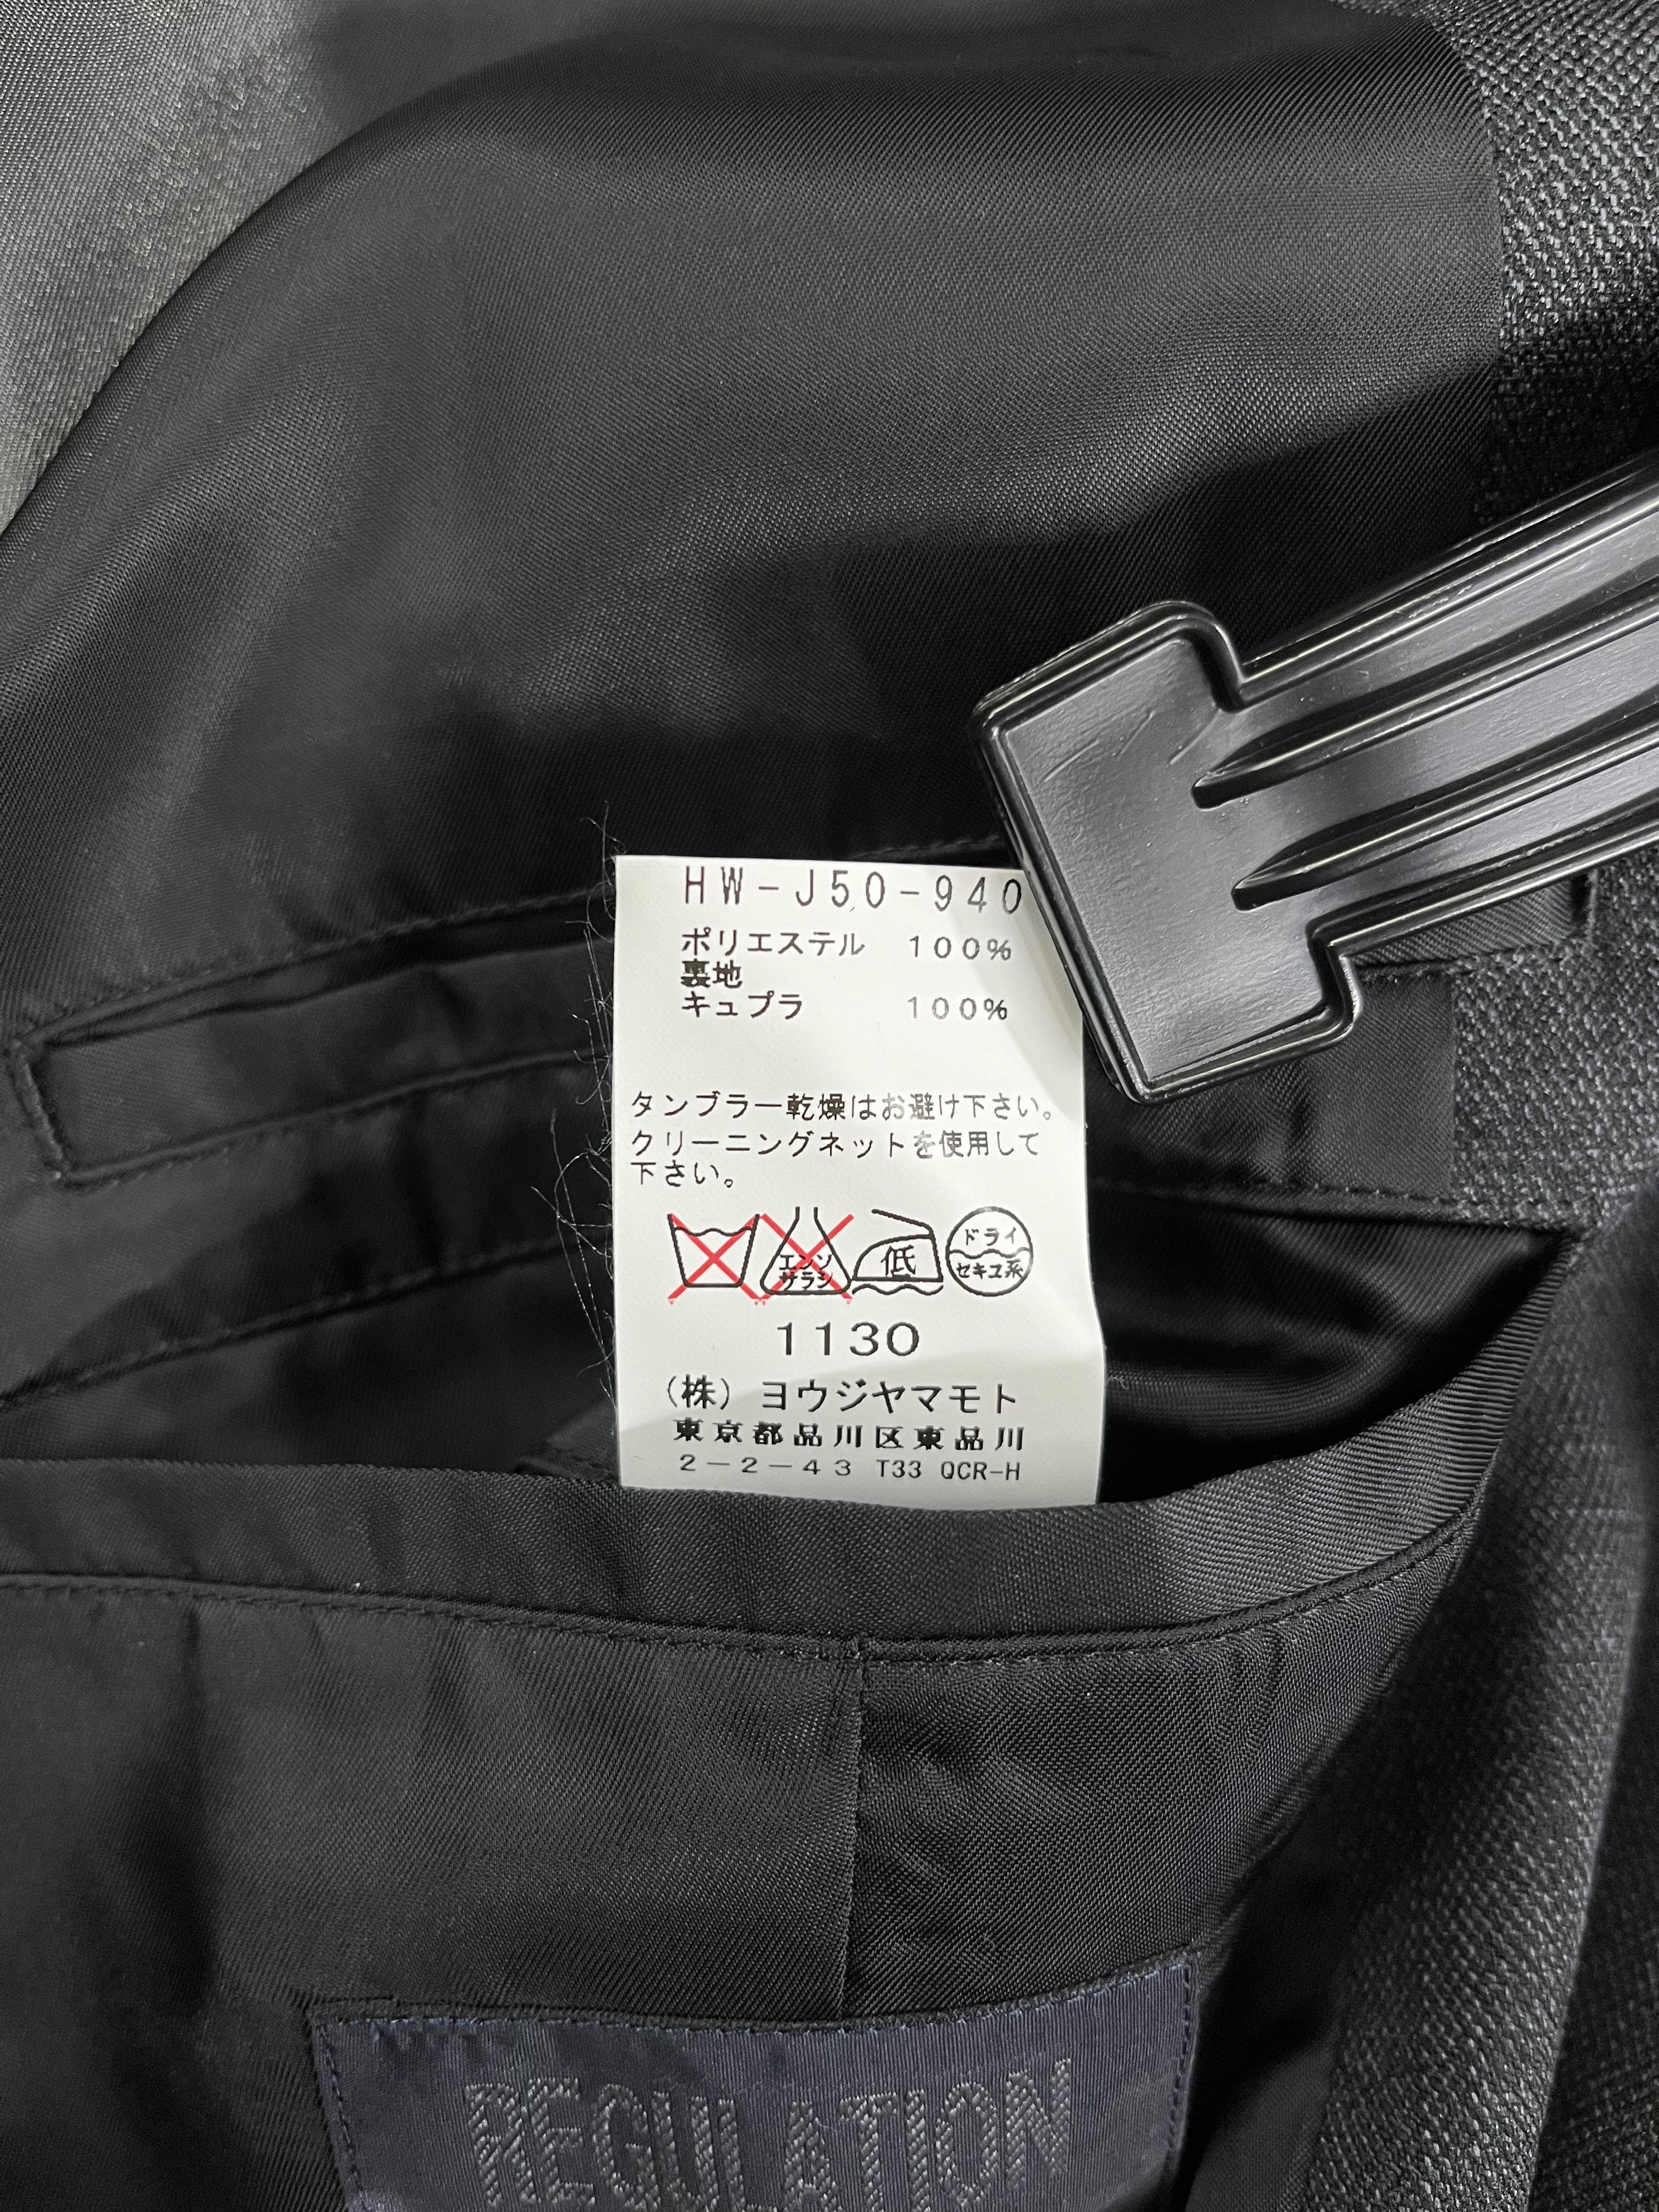 HW-J50-940
ポリエステル 100%
裏地
キュプラ 100%
タンブラー乾燥はお避け下さい。
クリーニングネットを使用して
下さい。
エンソ
サラシ
低
ドライ
セキユ系
1130
(株) ヨウジヤマモト
東京都品川区東品川
2-2-43 T33 QCR-H
REGULATION